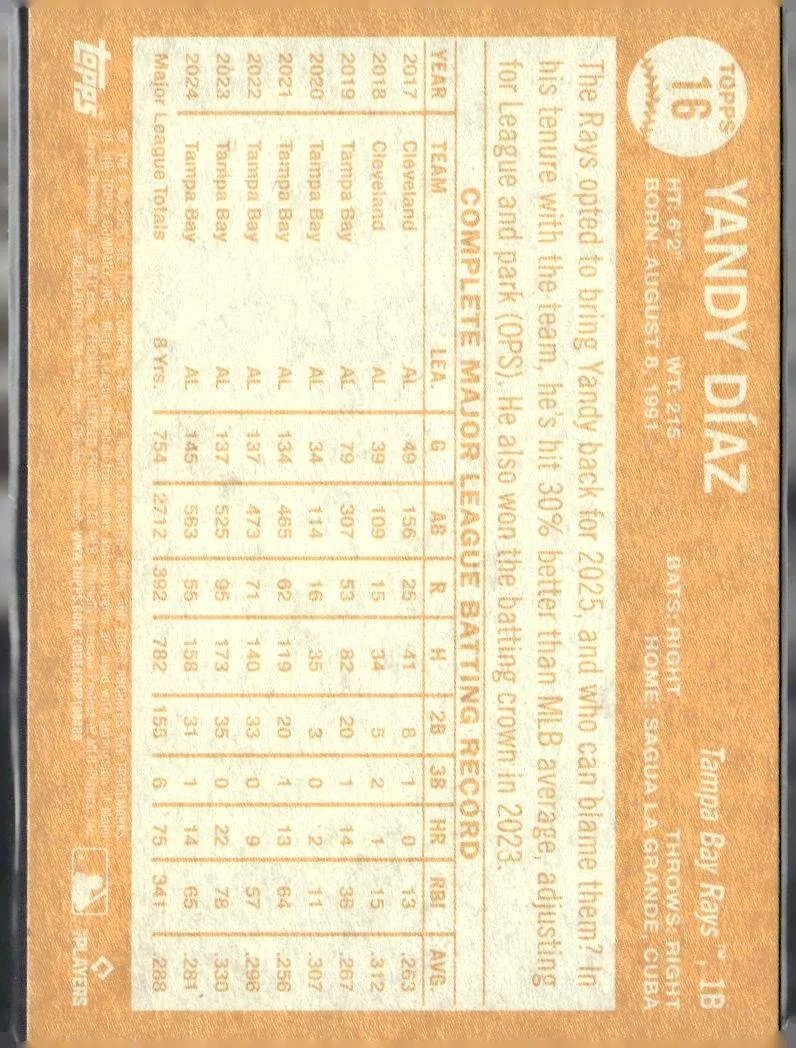 TOPPS
16
YANDY DÍAZ
Tampa Bay Rays™, 1B
HT: 6'2" WT: 215 BATS: RIGHT THROWS: RIGHT
BORN: AUGUST 8, 1991 HOME: SAGUA LA GRANDE, CUBA
The Rays opted to bring Yandy back for 2025, and who can blame them? In
his tenure with the team, he's hit 30% better than MLB average, adjusting
for League and park (OPS). He also won the batting crown in 2023.
COMPLETE MAJOR LEAGUE BATTING RECORD
YEAR TEAM LEA G AB R H 2B 3B HR RBI AVG
2017 Cleveland AL 49 156 25 41 8 1 0 13 .263
2018 Cleveland AL 39 109 15 34 5 2 1 15 .312
2019 Tampa Bay AL 79 307 53 82 20 1 14 38 .267
2020 Tampa Bay AL 34 114 16 35 3 0 2 11 .307
2021 Tampa Bay AL 134 465 62 119 20 1 13 64 .256
2022 Tampa Bay AL 137 473 71 140 33 0 9 57 .296
2023 Tampa Bay AL 137 525 95 173 35 0 22 78 .330
2024 Tampa Bay AL 145 563 55 158 31 1 14 65 .281
Major League Totals 8 Yrs. 754 2712 392 782 155 6 75 341 .288
topps
PLAYERS